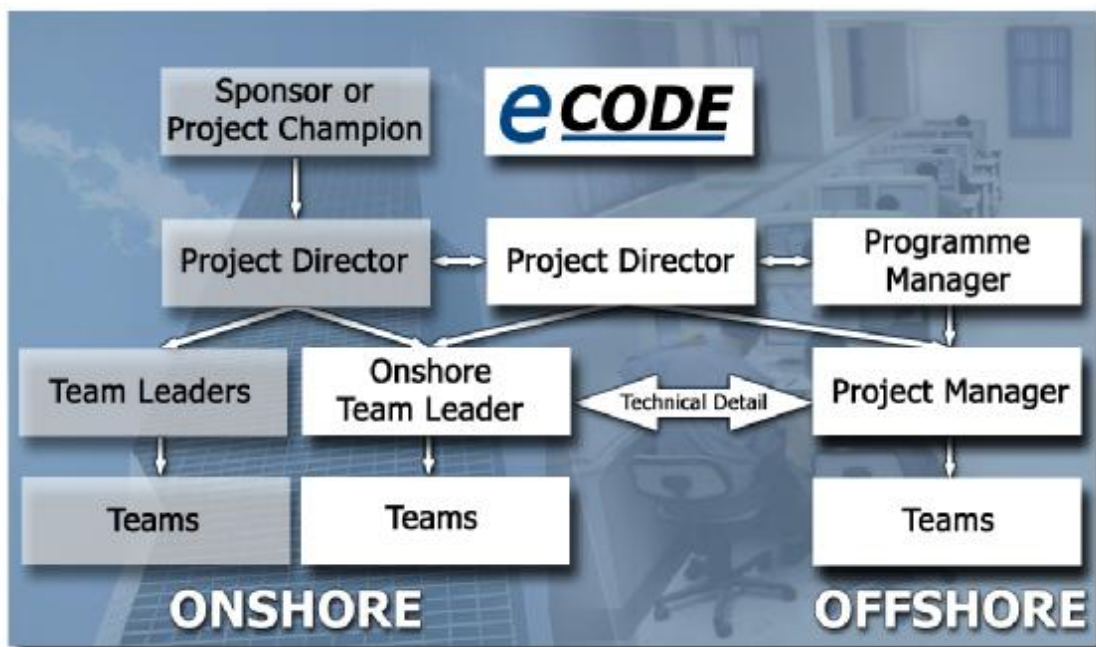 Sponsor or
Project Champion
eCODE
Project Director
Project Director
Programme
Manager
Team Leaders
Onshore
Team Leader
Technical Detail
Project Manager
Teams
Teams
Teams
ONSHORE
OFFSHORE